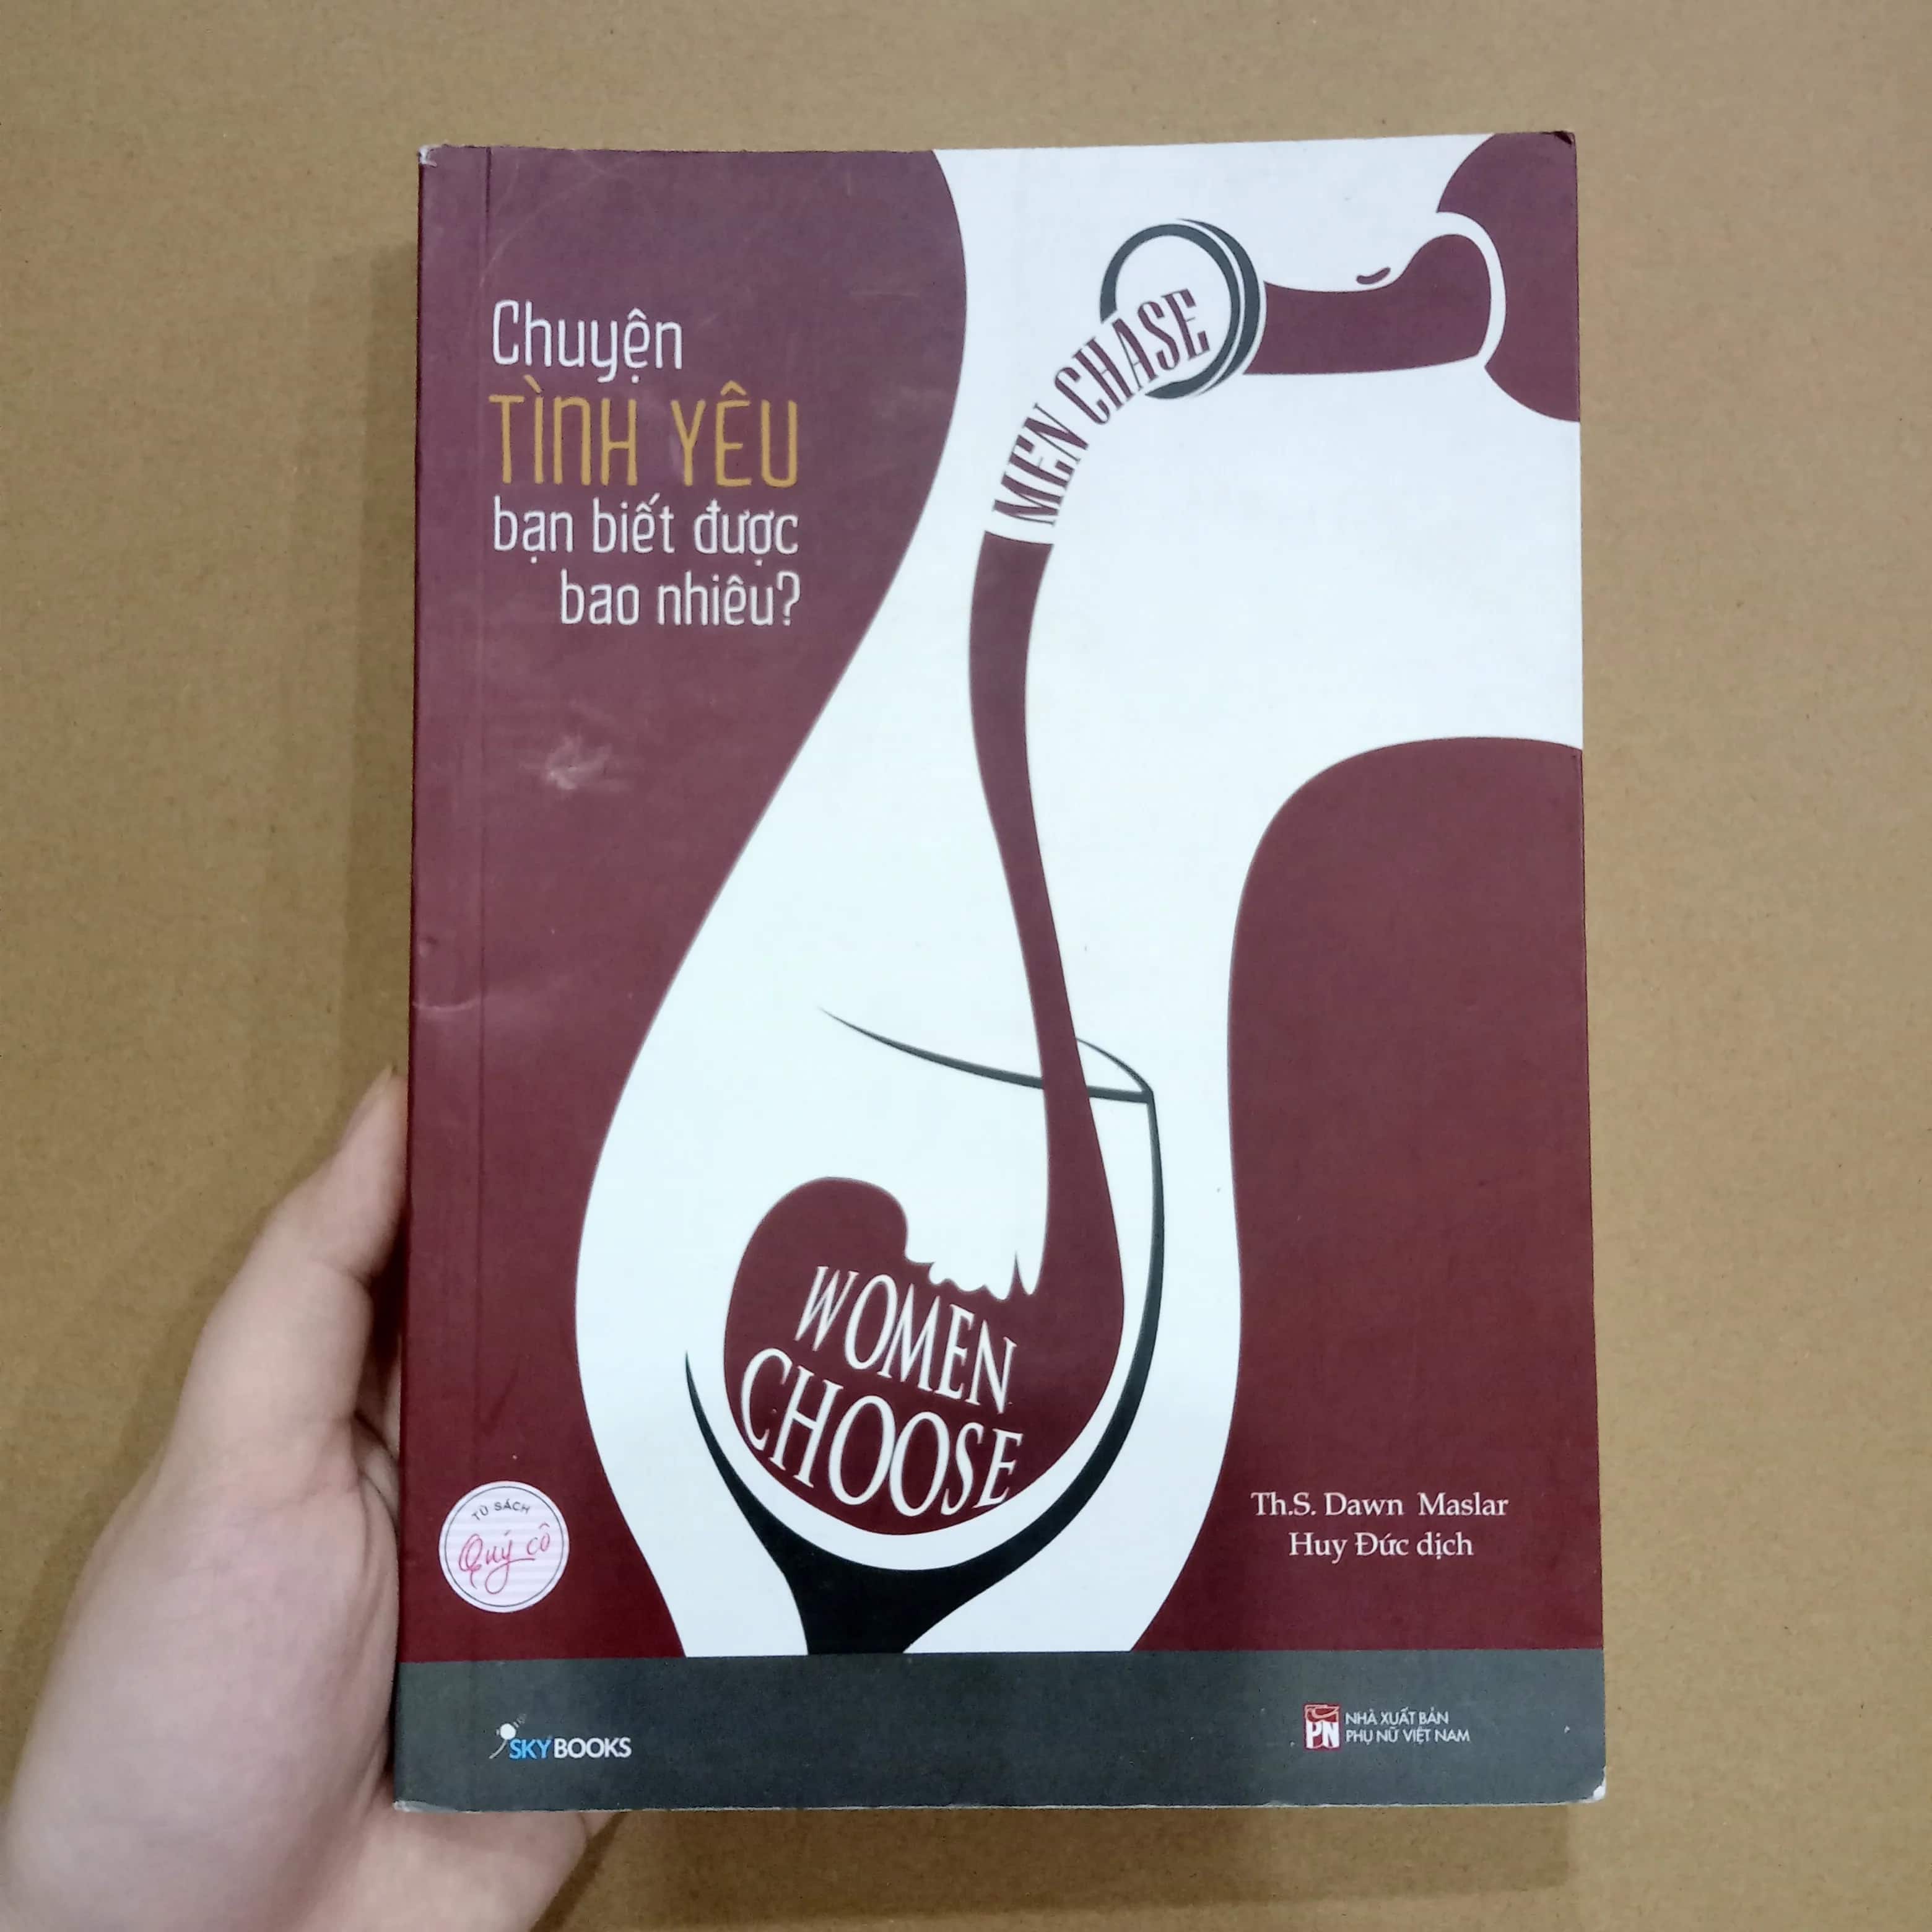 Chuyện
TÌNH YÊU
bạn biết được
bao nhiêu?
MEN CHASE
WOMEN
CHOOSE
Th.S. Dawn Maslar
Huy Đức dịch
TỦ SÁCH
Quý cô
SKYBOOKS
PN
NHÀ XUẤT BẢN
PHỤ NỮ VIỆT NAM